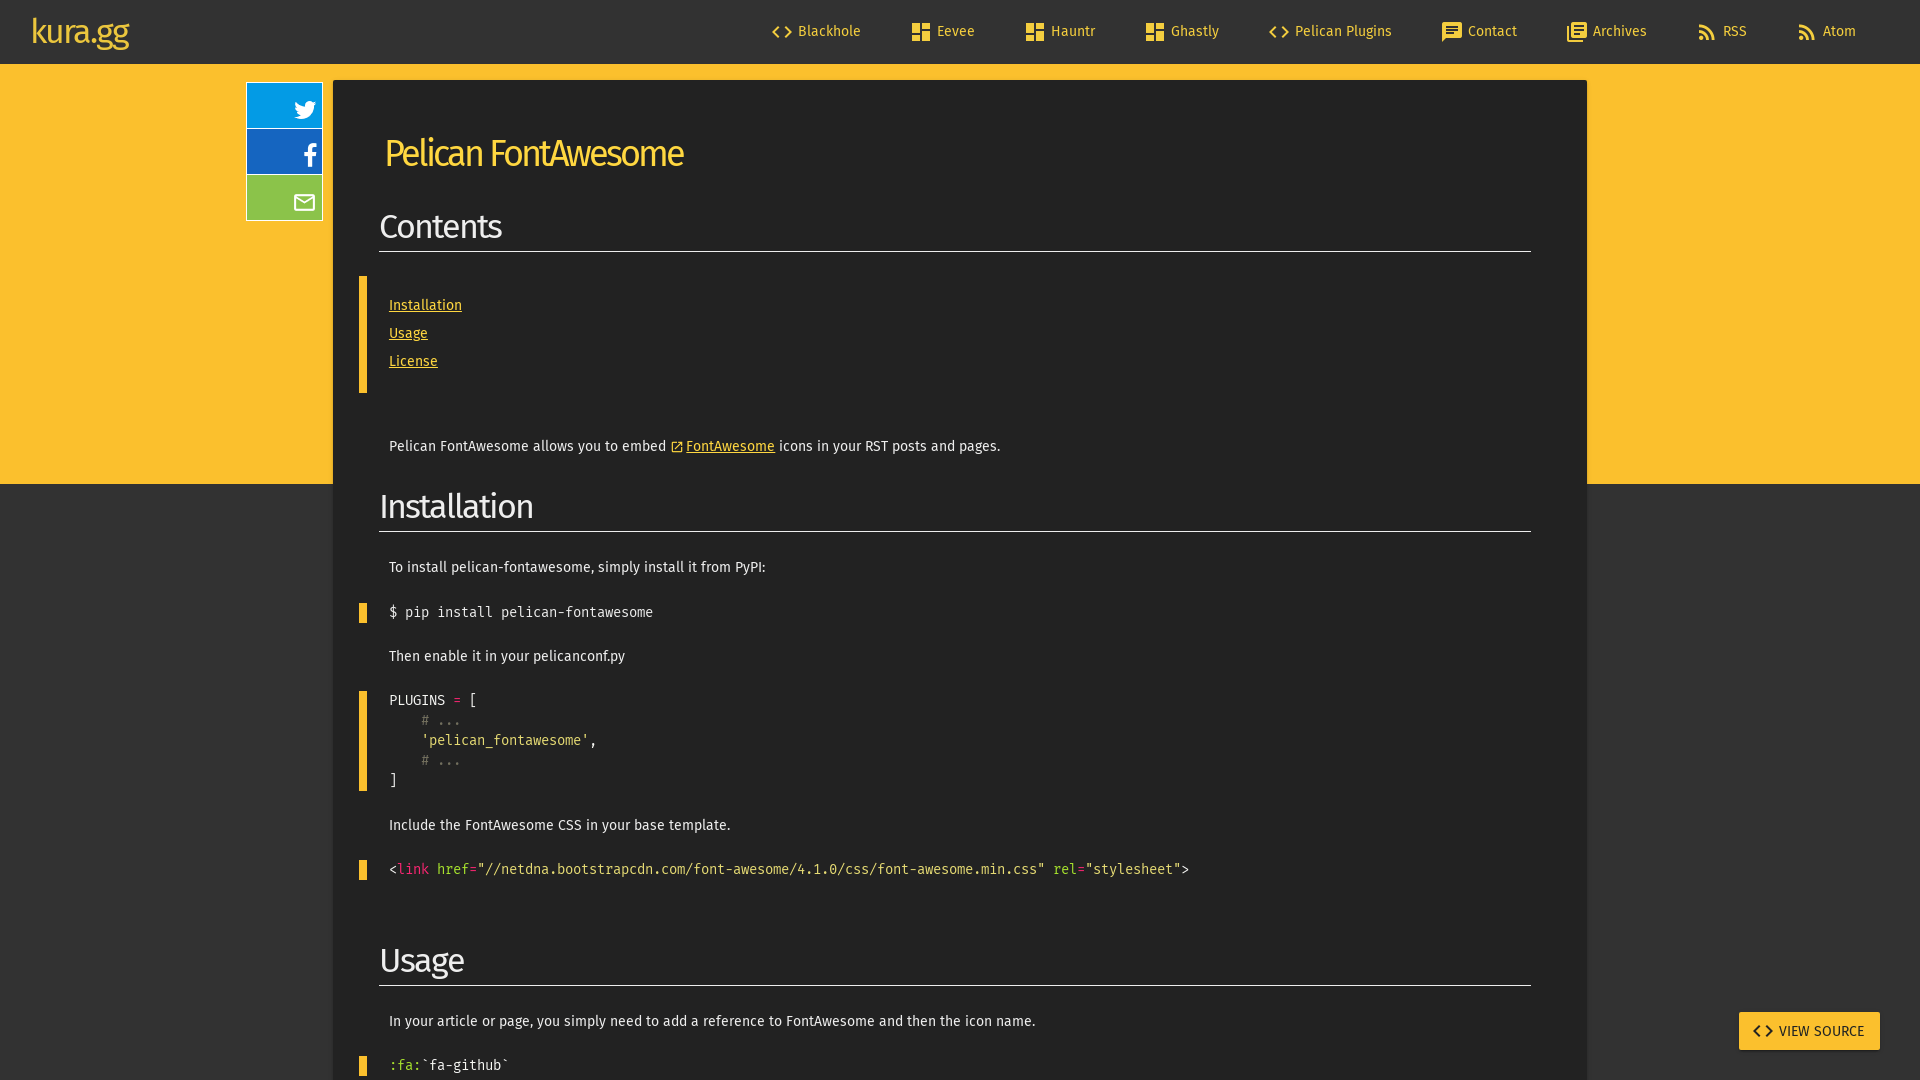 kura.gg
Blackhole
Eevee
Hauntr
Ghastly
Pelican Plugins
Contact
Archives
RSS
Atom
Pelican FontAwesome
Contents
Installation
Usage
License
Pelican FontAwesome allows you to embed FontAwesome icons in your RST posts and pages.
Installation
To install pelican-fontawesome, simply install it from PyPI:
$ pip install pelican-fontawesome
Then enable it in your pelicanconf.py
PLUGINS = [
    # ...
    'pelican_fontawesome',
    # ...
]
Include the FontAwesome CSS in your base template.
<link href="//netdna.bootstrapcdn.com/font-awesome/4.1.0/css/font-awesome.min.css" rel="stylesheet">
Usage
In your article or page, you simply need to add a reference to FontAwesome and then the icon name.
:fa:`fa-github`
VIEW SOURCE